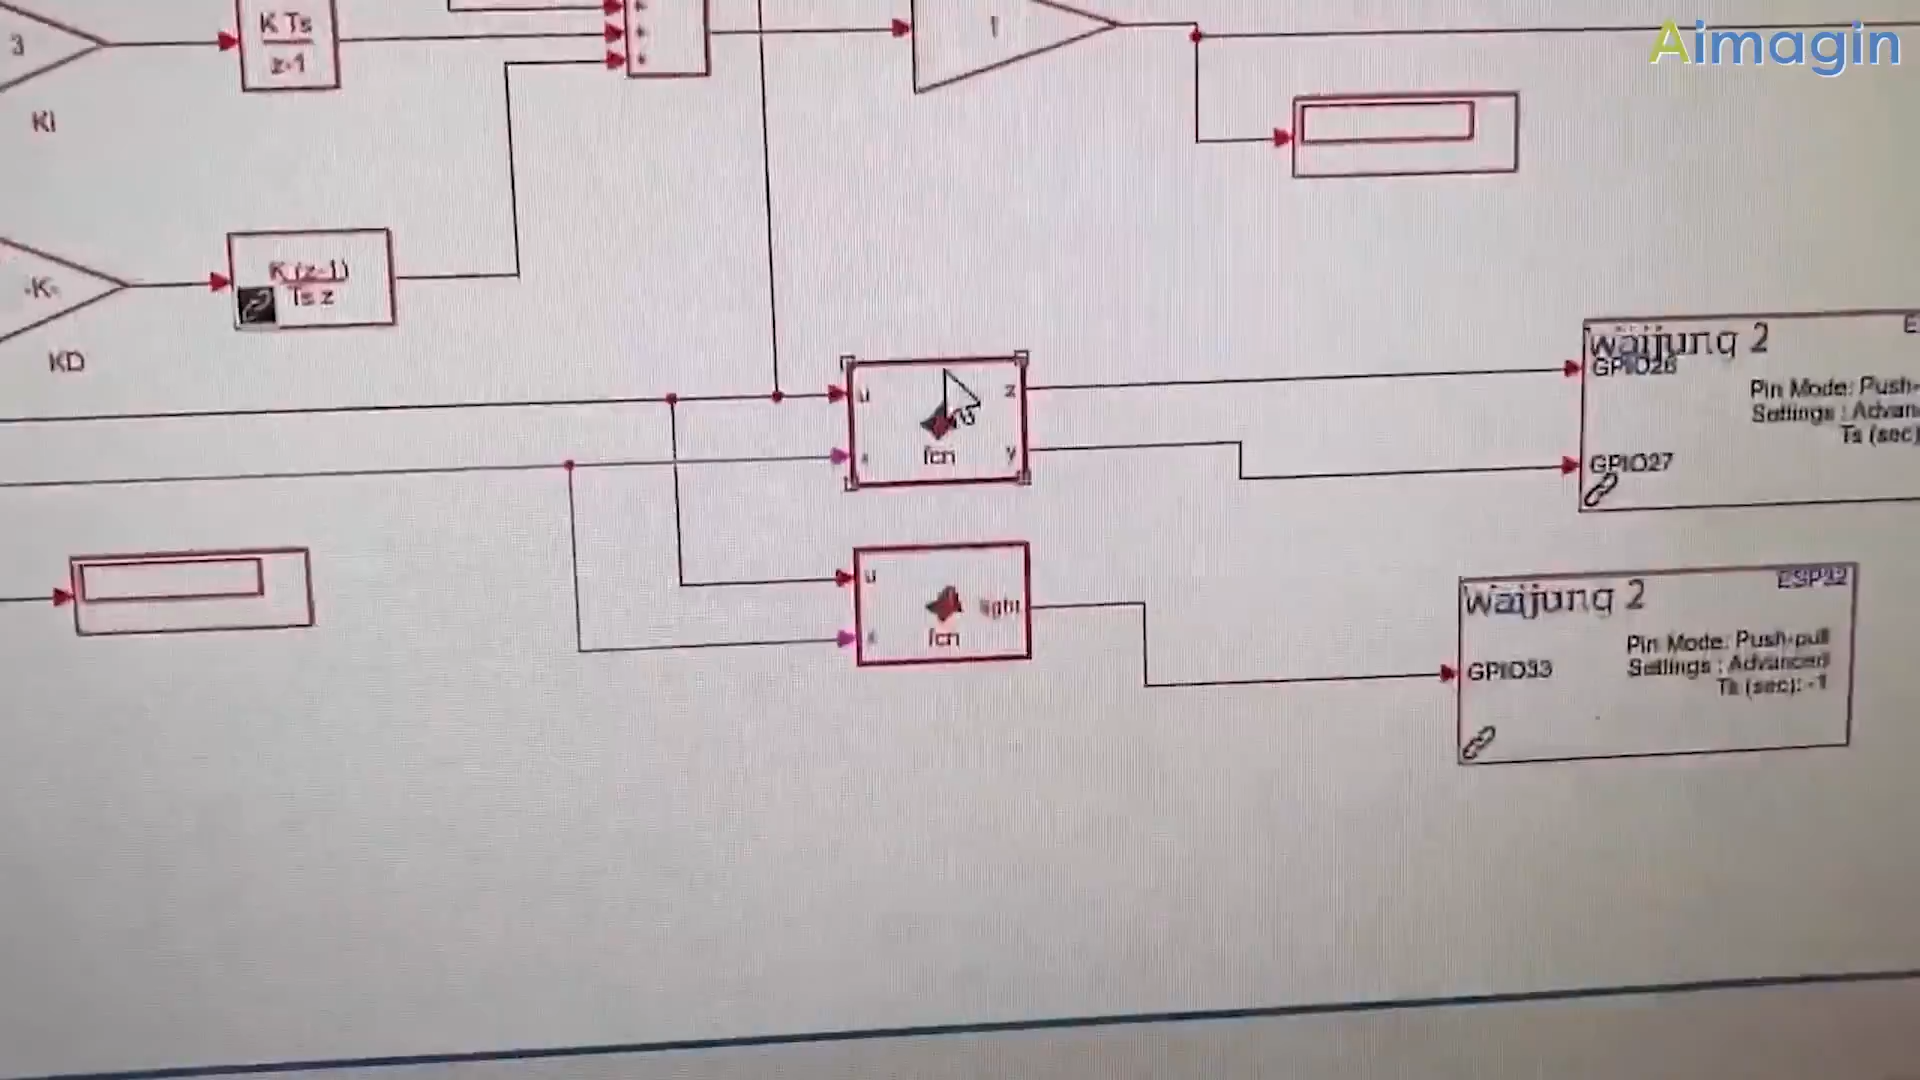 Aimagin
3
K Ts
z-1
KI
1
-K-
K (z-1)
Ts z
KD
u
z
fcn
y
waijung 2
GPIO26
Pin Mode: Push-
Settings : Advan
Ts (sec)
GPIO27
u
light
fcn
waijung 2
ESP32
Pin Mode: Push-pull
Settings : Advanced
Ts (sec): -1
GPIO33